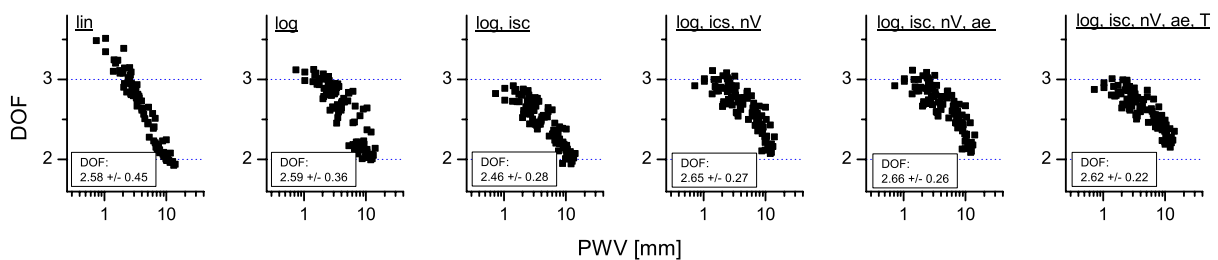 lin
log
log, isc
log, ics, nV
log, isc, nV, ae
log, isc, nV, ae, T
DOF
3
2
DOF:
2.58 +/- 0.45
1
10
3
2
DOF:
2.59 +/- 0.36
1
10
3
2
DOF:
2.46 +/- 0.28
1
10
3
2
DOF:
2.65 +/- 0.27
1
10
3
2
DOF:
2.66 +/- 0.26
1
10
3
2
DOF:
2.62 +/- 0.22
1
10
PWV [mm]